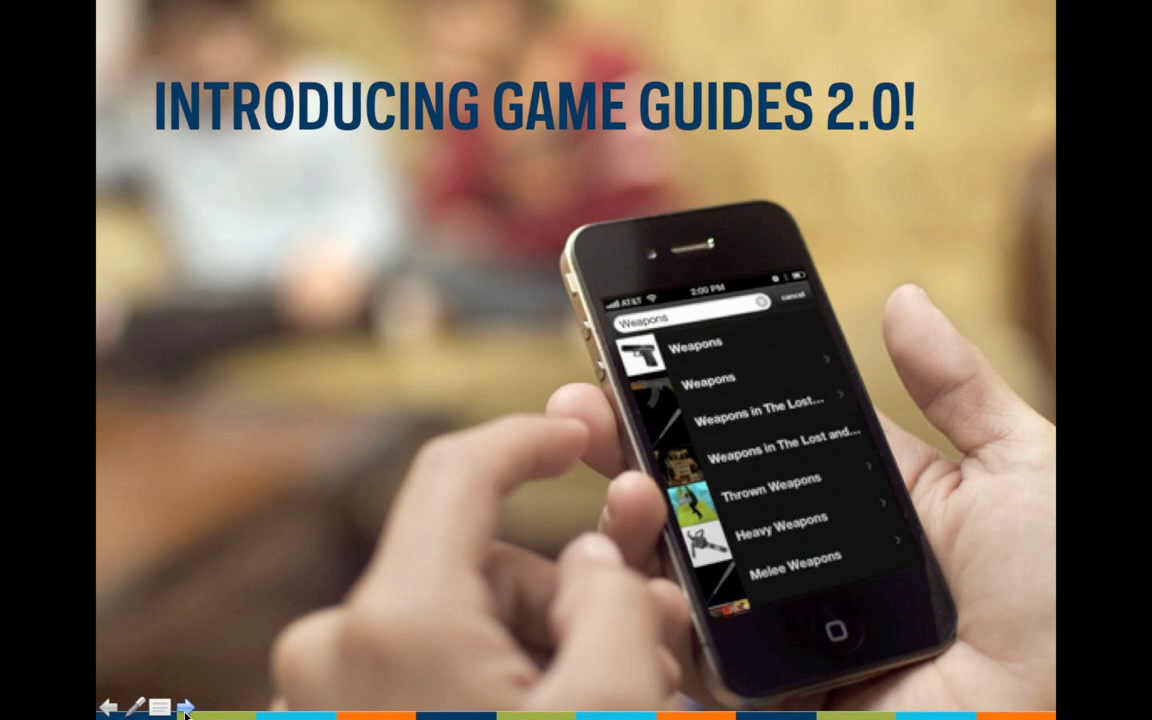 INTRODUCING GAME GUIDES 2.0!
AT&T 2:00 PM
Weapons cancel
Weapons
Weapons
Weapons in The Lost...
Weapons in The Lost and...
Thrown Weapons
Heavy Weapons
Melee Weapons